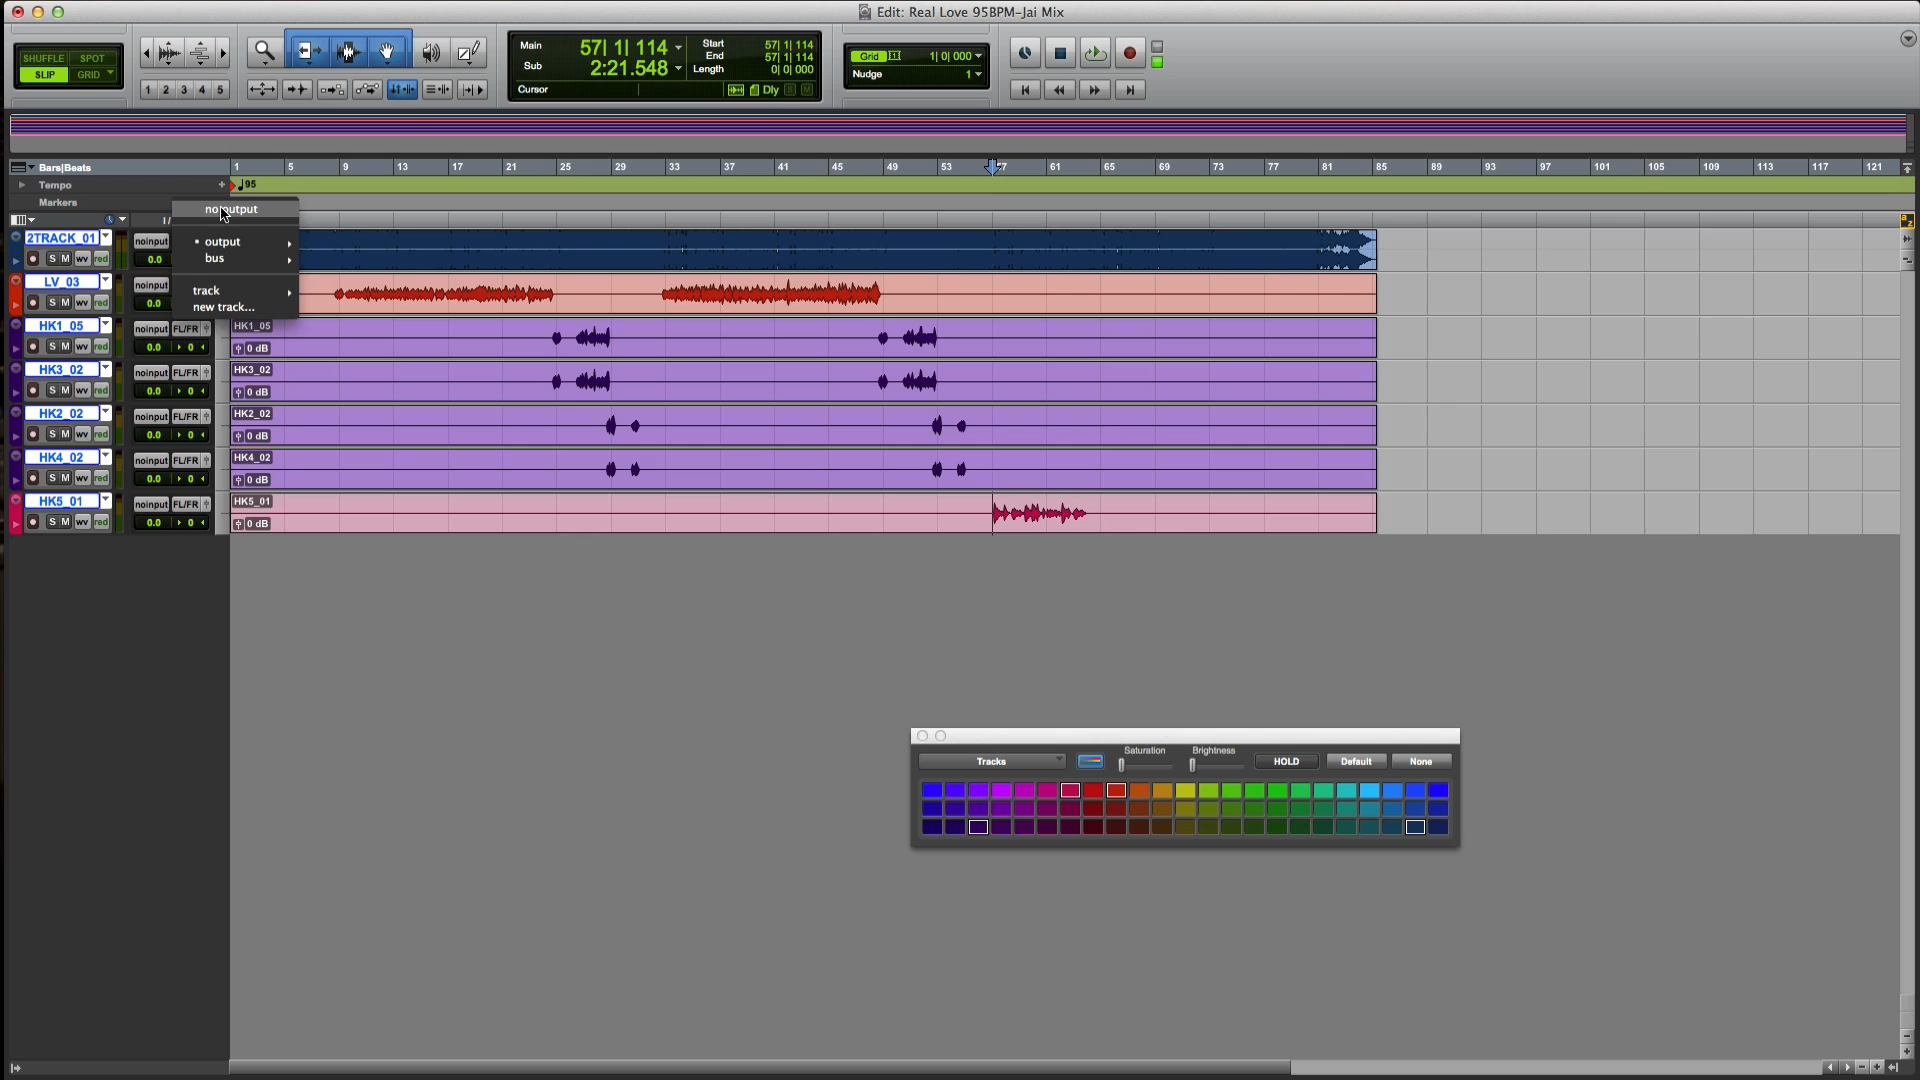 Edit: Real Love 95BPM-Jai Mix
SHUFFLE SPOT
SLIP GRID
1 2 3 4 5
Main 57| 1| 114
Sub 2:21.548
Start 57| 1| 114
End 57| 1| 114
Length 0| 0| 000
Cursor Dly S M
Grid 1| 0| 000
Nudge 1
Bars|Beats 1 5 9 13 17 21 25 29 33 37 41 45 49 53 57 61 65 69 73 77 81 85 89 93 97 101 105 109 113 117 121
Tempo 95
Markers
no output
output
bus
track
new track...
2TRACK_01 noinput
S M wv red 0.0
LV_03 noinput
S M wv red 0.0
HK1_05 noinput FL/FR HK1_05
S M wv red 0.0 0 0 dB
HK3_02 noinput FL/FR HK3_02
S M wv red 0.0 0 0 dB
HK2_02 noinput FL/FR HK2_02
S M wv red 0.0 0 0 dB
HK4_02 noinput FL/FR HK4_02
S M wv red 0.0 0 0 dB
HK5_01 noinput FL/FR HK5_01
S M wv red 0.0 0 0 dB
Tracks Saturation Brightness HOLD Default None